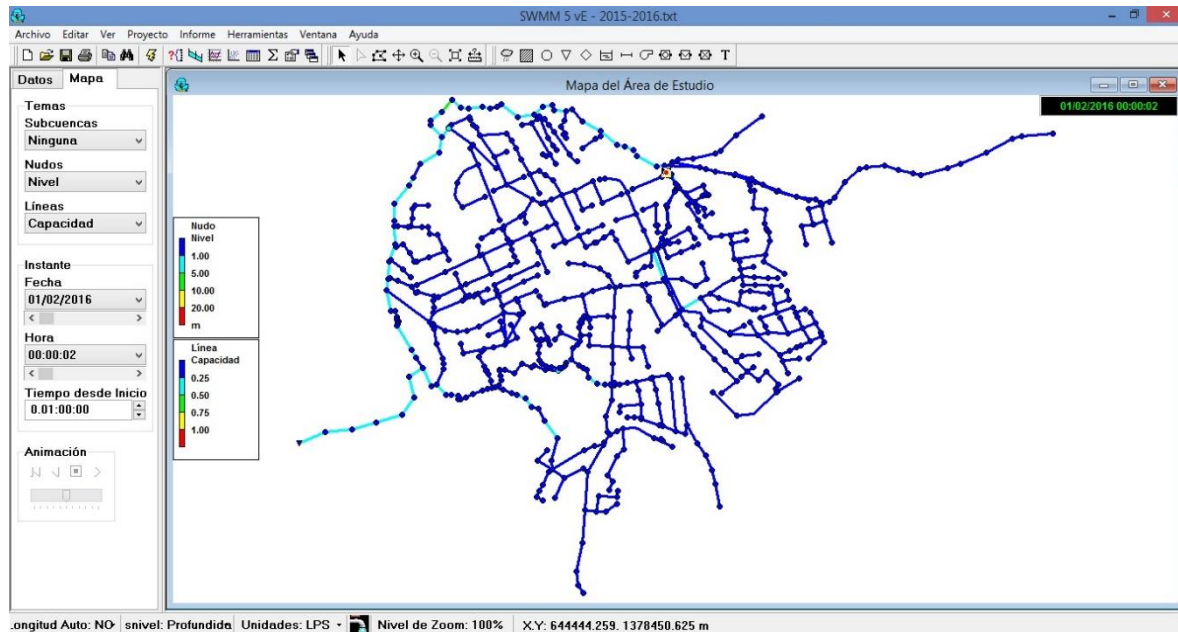 SWMM 5 vE - 2015-2016.txt
Archivo Editar Ver Proyecto Informe Herramientas Ventana Ayuda
Datos Mapa
Mapa del Área de Estudio
01/02/2016 00:00:02
Temas
Subcuencas
Ninguna
Nudos
Nivel
Líneas
Capacidad
Instante
Fecha
01/02/2016
Hora
00:00:02
Tiempo desde Inicio
0.01:00:00
Animación
Nudo
Nivel
1.00
5.00
10.00
20.00
m
Línea
Capacidad
0.25
0.50
0.75
1.00
.ongitud Auto: NO snivel: Profundida Unidades: LPS Nivel de Zoom: 100% X.Y: 644444.259. 1378450.625 m